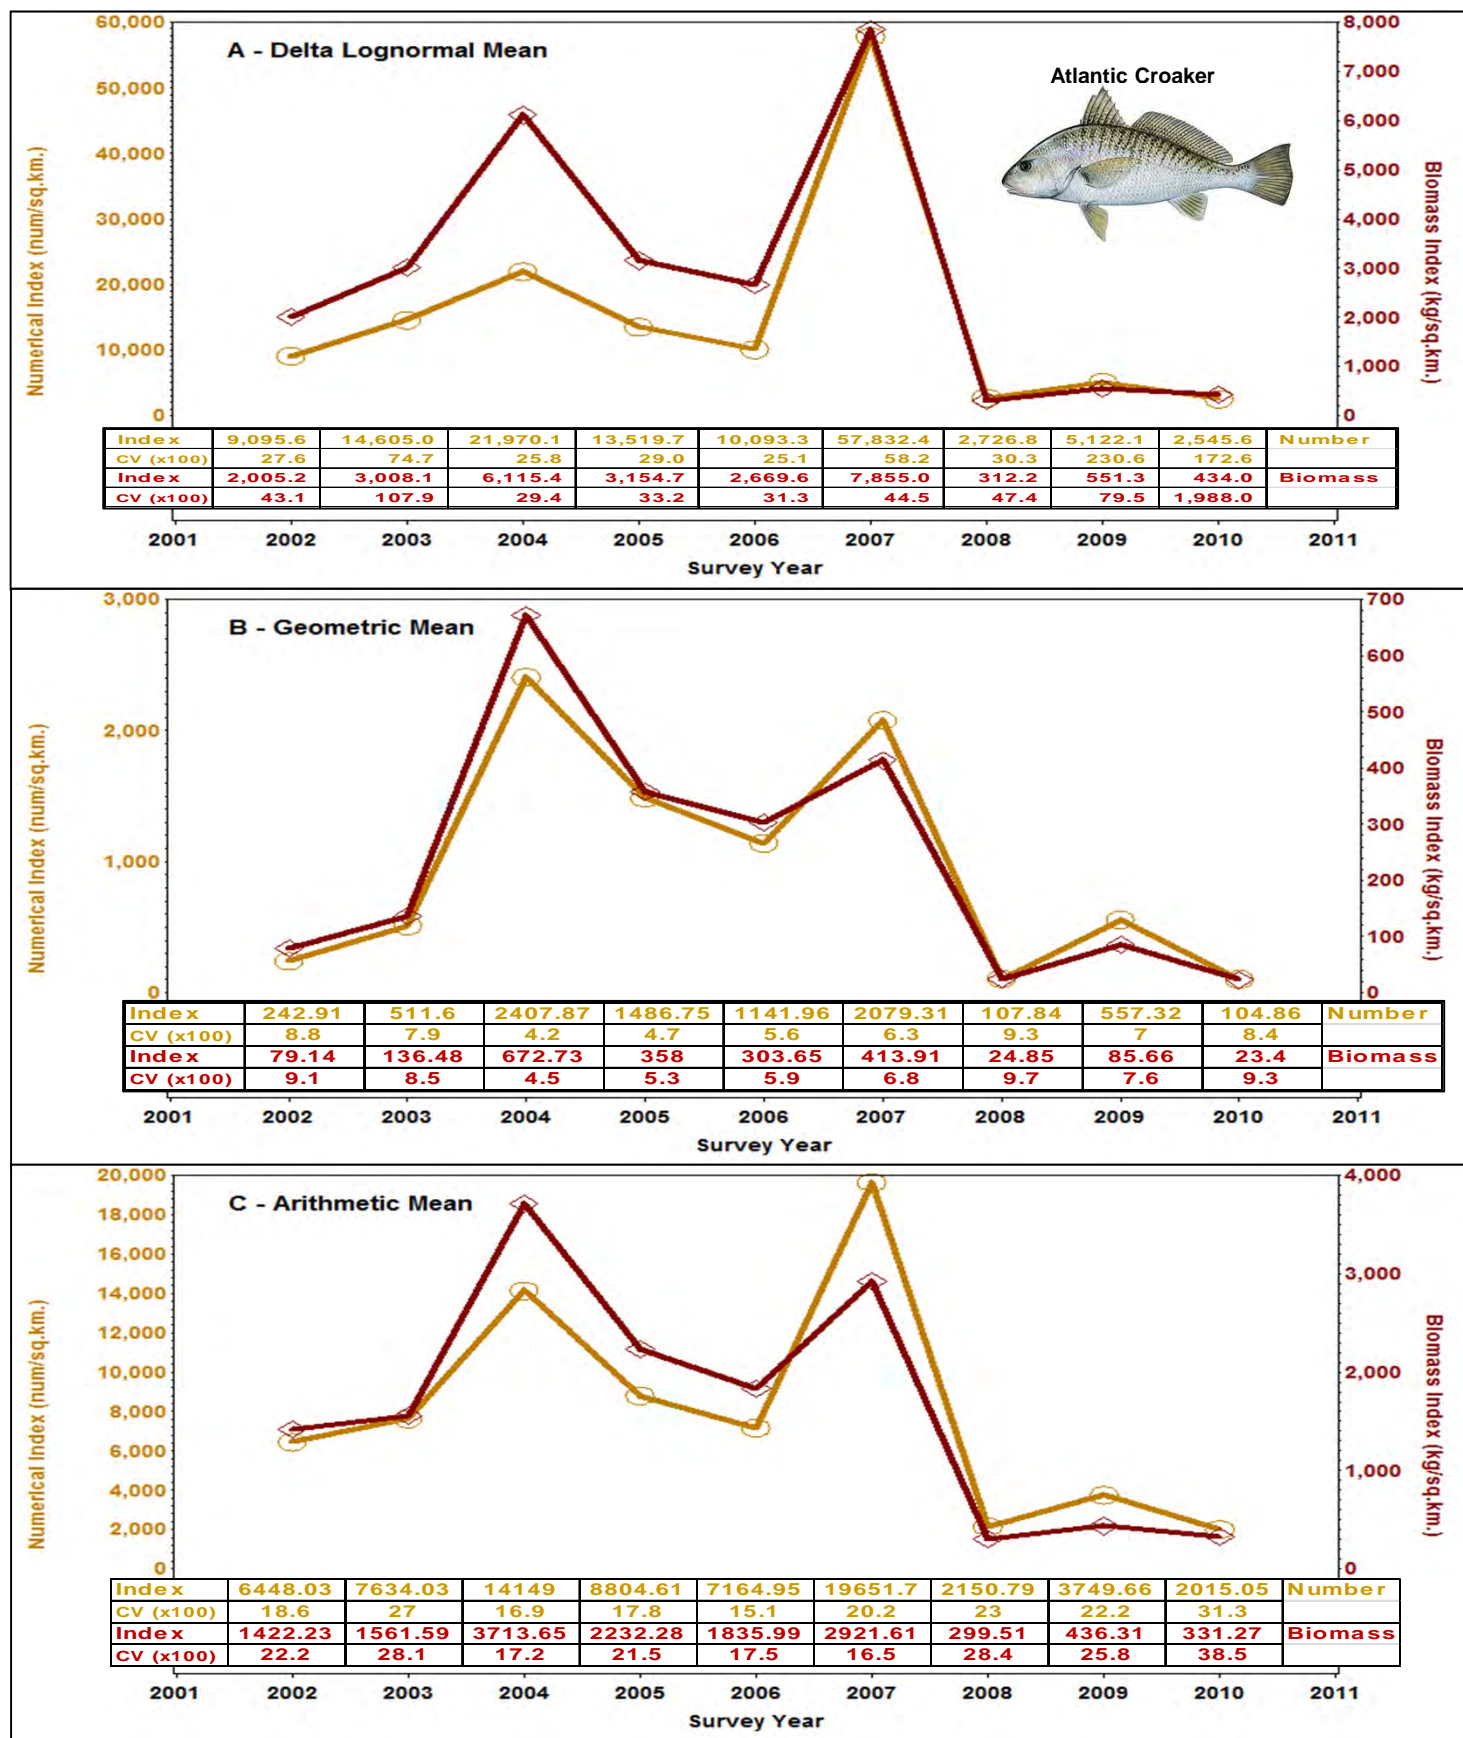 A - Delta Lognormal Mean
Atlantic Croaker
Numerical Index (num/sq.km.)
60,000
50,000
40,000
30,000
20,000
10,000
0
Biomass Index (kg/sq.km.)
8,000
7,000
6,000
5,000
4,000
3,000
2,000
1,000
0
Index 9,095.6 14,605.0 21,970.1 13,519.7 10,093.3 57,832.4 2,726.8 5,122.1 2,545.6 Number
CV (x100) 27.6 74.7 25.8 29.0 25.1 58.2 30.3 230.6 172.6
Index 2,005.2 3,008.1 6,115.4 3,154.7 2,669.6 7,855.0 312.2 551.3 434.0 Biomass
CV (x100) 43.1 107.9 29.4 33.2 31.3 44.5 47.4 79.5 1,988.0
2001 2002 2003 2004 2005 2006 2007 2008 2009 2010 2011
Survey Year
B - Geometric Mean
Numerical Index (num/sq.km.)
3,000
2,000
1,000
0
Biomass Index (kg/sq.km.)
700
600
500
400
300
200
100
0
Index 242.91 511.6 2407.87 1486.75 1141.96 2079.31 107.84 557.32 104.86 Number
CV (x100) 8.8 7.9 4.2 4.7 5.6 6.3 9.3 7 8.4
Index 79.14 136.48 672.73 358 303.65 413.91 24.85 85.66 23.4 Biomass
CV (x100) 9.1 8.5 4.5 5.3 5.9 6.8 9.7 7.6 9.3
2001 2002 2003 2004 2005 2006 2007 2008 2009 2010 2011
Survey Year
C - Arithmetic Mean
Numerical Index (num/sq.km.)
20,000
18,000
16,000
14,000
12,000
10,000
8,000
6,000
4,000
2,000
0
Biomass Index (kg/sq.km.)
4,000
3,000
2,000
1,000
0
Index 6448.03 7634.03 14149 8804.61 7164.95 19651.7 2150.79 3749.66 2015.05 Number
CV (x100) 18.6 27 16.9 17.8 15.1 20.2 23 22.2 31.3
Index 1422.23 1561.59 3713.65 2232.28 1835.99 2921.61 299.51 436.31 331.27 Biomass
CV (x100) 22.2 28.1 17.2 21.5 17.5 16.5 28.4 25.8 38.5
2001 2002 2003 2004 2005 2006 2007 2008 2009 2010 2011
Survey Year